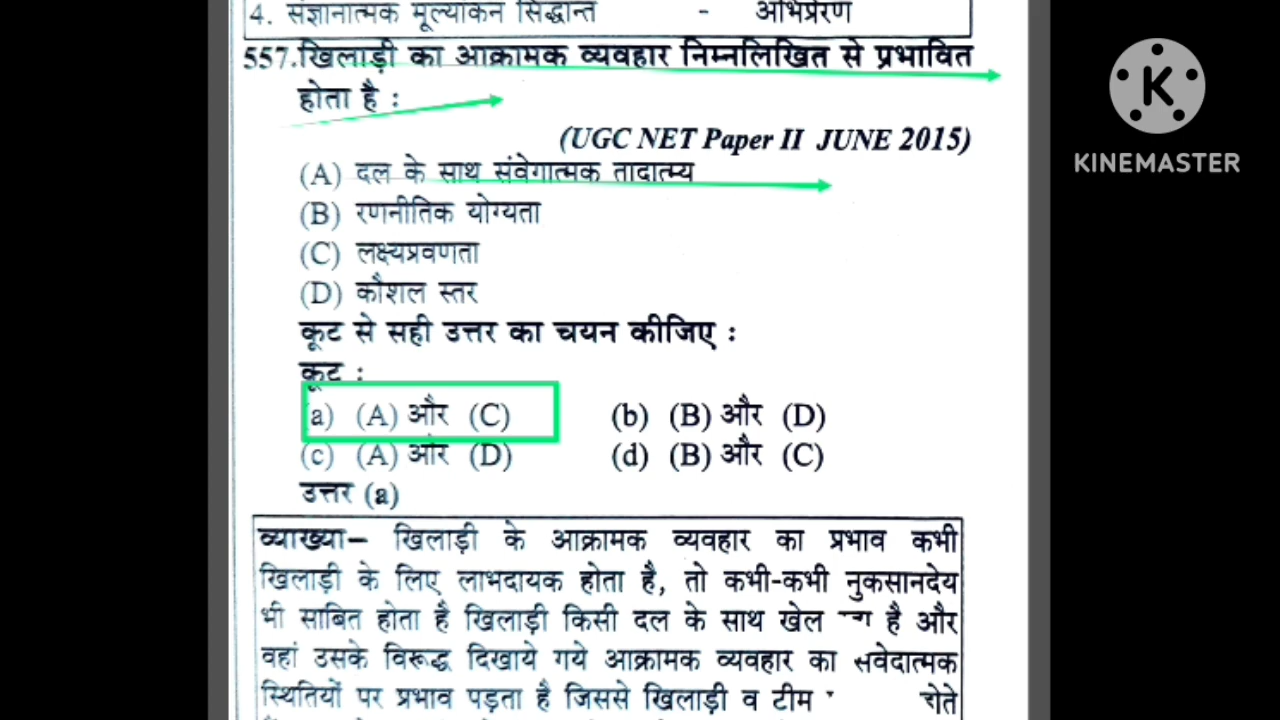 4. संज्ञानात्मक मूल्यांकन सिद्धान्त - अभिप्रेरण
557.खिलाड़ी का आक्रामक व्यवहार निम्नलिखित से प्रभावित
होता है :
(UGC NET Paper II JUNE 2015)
(A) दल के साथ संवेगात्मक तादात्म्य
(B) रणनीतिक योग्यता
(C) लक्ष्यप्रवणता
(D) कौशल स्तर
कूट से सही उत्तर का चयन कीजिए :
कूट :
(a) (A) और (C) (b) (B) और (D)
(c) (A) और (D) (d) (B) और (C)
उत्तर (a)
व्याख्या– खिलाड़ी के आक्रामक व्यवहार का प्रभाव कभी
खिलाड़ी के लिए लाभदायक होता है, तो कभी-कभी नुकसानदेय
भी साबित होता है खिलाड़ी किसी दल के साथ खेल है और
वहां उसके विरूद्ध दिखाये गये आक्रामक व्यवहार का
स्थितियों पर प्रभाव पड़ता है जिससे खिलाड़ी व टीम
K
KINEMASTER